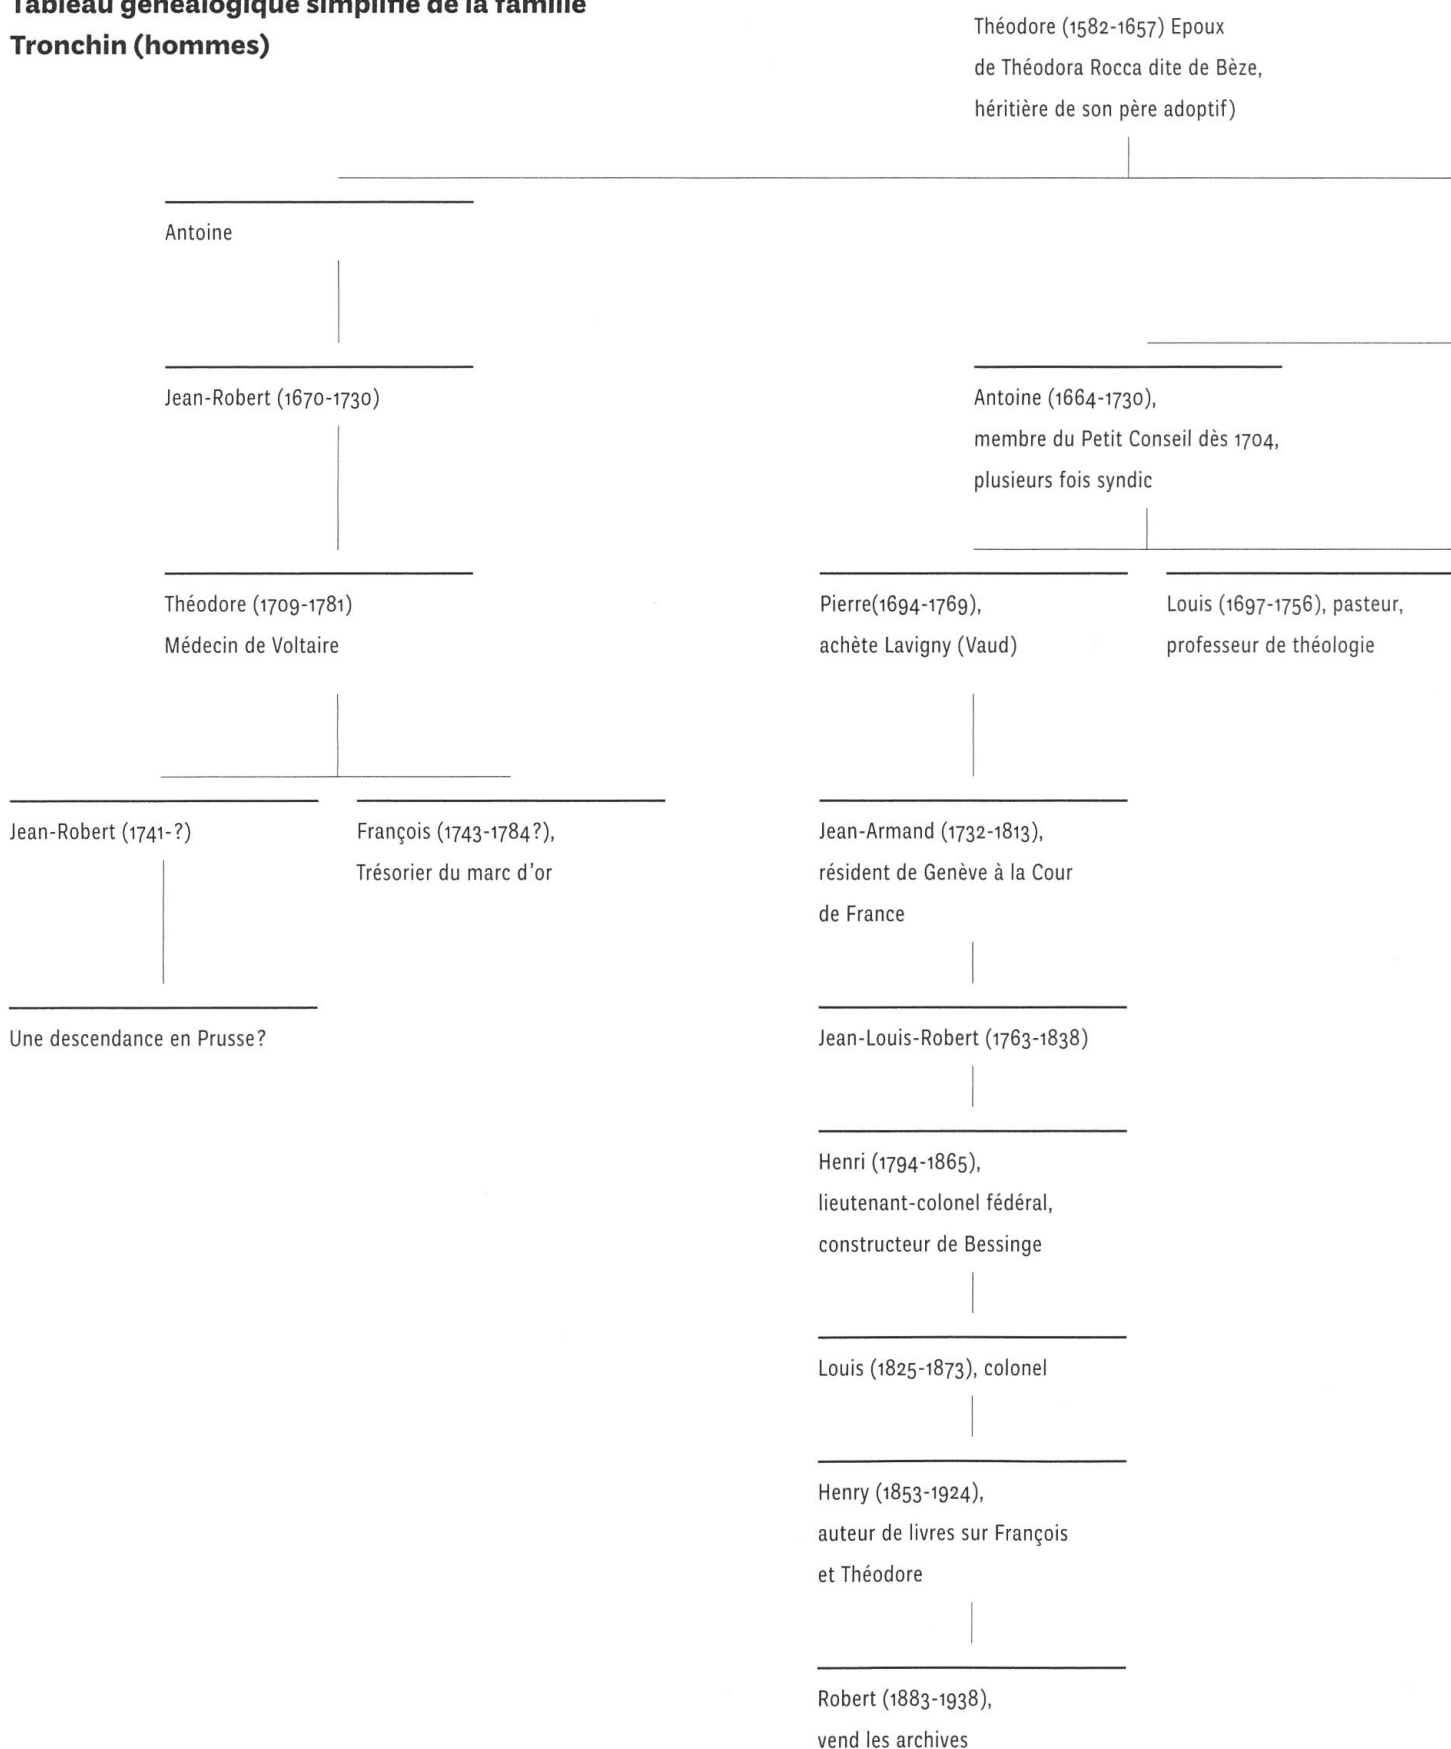 Tableau généalogique simplifié de la famille
Tronchin (hommes)
Théodore (1582-1657) Epoux
de Théodora Rocca dite de Bèze,
héritière de son père adoptif)
Antoine
Jean-Robert (1670-1730)
Antoine (1664-1730),
membre du Petit Conseil dès 1704,
plusieurs fois syndic
Théodore (1709-1781)
Médecin de Voltaire
Pierre(1694-1769),
achète Lavigny (Vaud)
Louis (1697-1756), pasteur,
professeur de théologie
Jean-Robert (1741-?)
François (1743-1784?),
Trésorier du marc d'or
Jean-Armand (1732-1813),
résident de Genève à la Cour
de France
Une descendance en Prusse?
Jean-Louis-Robert (1763-1838)
Henri (1794-1865),
lieutenant-colonel fédéral,
constructeur de Bessinge
Louis (1825-1873), colonel
Henry (1853-1924),
auteur de livres sur François
et Théodore
Robert (1883-1938),
vend les archives